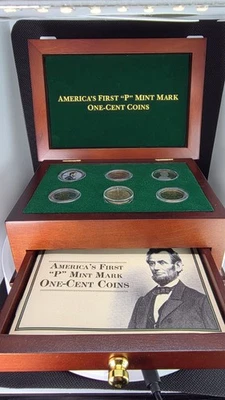 AMERICA'S FIRST "P" MINT MARK
ONE-CENT COINS
AMERICA'S FIRST
"P" MINT MARK
ONE-CENT COINS